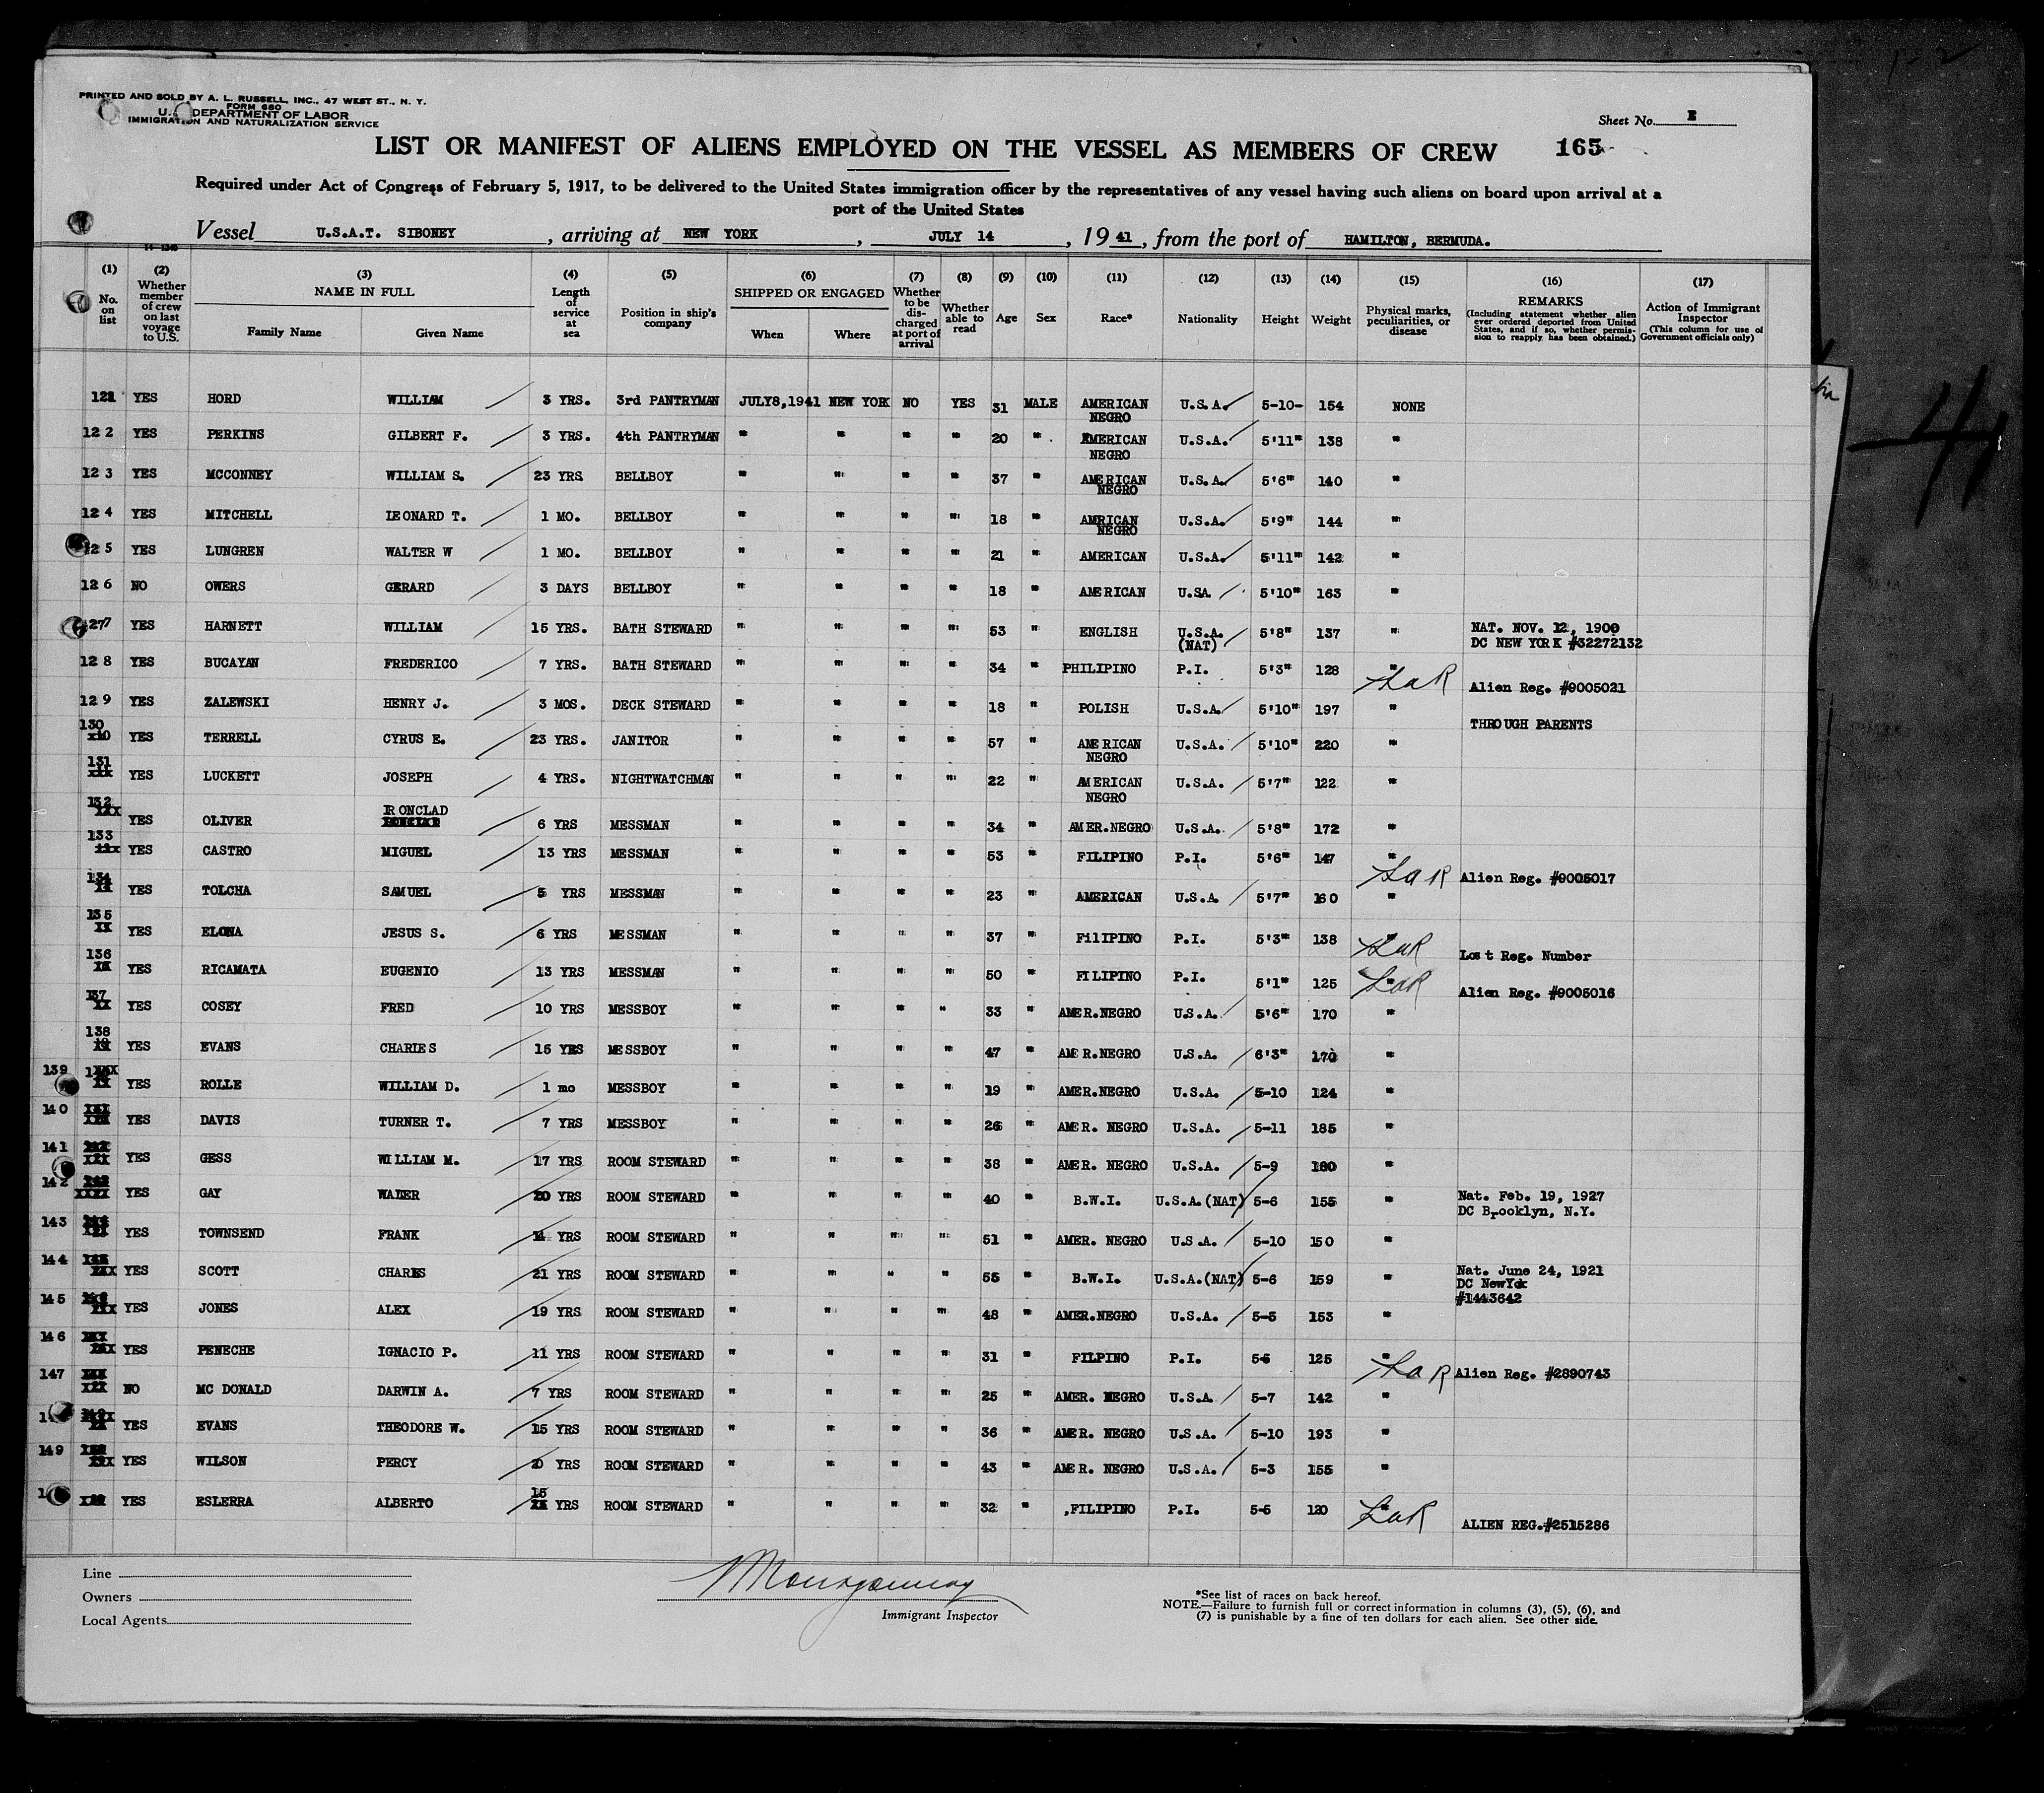 PRINTED AND SOLD BY A. L. RUSSELL, INC., 47 WEST ST., N. Y.
FORM 680
U. DEPARTMENT OF LABOR
IMMIGRATION AND NATURALIZATION SERVICE
Sheet No. E
LIST OR MANIFEST OF ALIENS EMPLOYED ON THE VESSEL AS MEMBERS OF CREW 165
Required under Act of Congress of February 5, 1917, to be delivered to the United States immigration officer by the representatives of any vessel having such aliens on board upon arrival at a
port of the United States
Vessel U.S.A.T. SIBONEY, arriving at NEW YORK, JULY 14, 1941, from the port of HAMILTON, BERMUDA.
(1) No. on list (2) Whether member of crew on last voyage to U.S. (3) NAME IN FULL Family Name Given Name (4) Length of service at sea (5) Position in ship's company (6) SHIPPED OR ENGAGED When Where (7) Whether to be discharged at port of arrival (8) Whether able to read (9) Age (10) Sex (11) Race* (12) Nationality (13) Height (14) Weight (15) Physical marks, peculiarities, or disease (16) REMARKS (Including statement whether alien ever ordered deported from United States, and if so, whether permission to reapply has been obtained.) (17) Action of Immigrant Inspector (This column for use of Government officials only)
121 YES HORD WILLIAM 3 YRS. 3rd PANTRYMAN JULY8,1941 NEW YORK NO YES 31 MALE AMERICAN NEGRO U.S.A. 5-10- 154 NONE
122 YES PERKINS GILBERT F. 3 YRS. 4th PANTRYMAN " " " " 20 " AMERICAN NEGRO U.S.A. 5'11" 138 "
123 YES MCCONNEY WILLIAM S. 23 YRS. BELLBOY " " " " 37 " AMERICAN NEGRO U.S.A. 5'6" 140 "
124 YES MITCHELL LEONARD T. 1 MO. BELLBOY " " " " 18 " AMRICAN NEGRO U.S.A. 5'9" 144 "
125 YES LUNGREN WALTER W 1 MO. BELLBOY " " " " 21 " AMERICAN U.S.A. 5'11" 142 "
126 NO OWERS GERARD 3 DAYS BELLBOY " " " " 18 " AMERICAN U.SA. 5'10" 163 "
127 YES HARNETT WILLIAM 15 YRS. BATH STEWARD " " " " 53 " ENGLISH U.S.A. (NAT) 5'8" 137 " NAT. NOV. 12, 1900 DC NEW YORK #32272132
128 YES BUCAYAN FREDERICO 7 YRS. BATH STEWARD " " " " 34 " PHILIPINO P.I. 5'3" 128 " LaR Alien Reg. #9005021
129 YES ZALEWSKI HENRY J. 3 MOS. DECK STEWARD " " " " 18 " POLISH U.S.A. 5'10" 197 " THROUGH PARENTS
130 YES TERRELL CYRUS E. 23 YRS. JANITOR " " " " 57 " AMERICAN NEGRO U.S.A. 5'10" 220 "
131 YES LUCKETT JOSEPH 4 YRS. NIGHTWATCHMAN " " " " 22 " AMERICAN NEGRO U.S.A. 5'7" 122 "
132 YES OLIVER IRONCLAD 6 YRS MESSMAN " " " " 34 " AMER.NEGRO U.S.A. 5'8" 172 "
133 YES CASTRO MIGUEL 13 YRS MESSMAN " " " " 53 " FILIPINO P.I. 5'6" 147 " LaR Alien Reg. #9005017
134 YES TOLCHA SAMUEL 5 YRS MESSMAN " " " " 23 " AMERICAN U.S.A. 5'7" 160 "
135 YES ELONA JESUS S. 6 YRS MESSMAN " " " " 37 " FilIPINO P.I. 5'3" 138 " LaR Lost Reg. Number
136 YES RICAMATA EUGENIO 13 YRS MESSMAN " " " " 50 " FILIPINO P.I. 5'1" 125 " LaR Alien Reg. #9005016
137 YES COSEY FRED 10 YRS MESSBOY " " " " 33 " AMER.NEGRO U.S.A. 5'6" 170 "
138 YES EVANS CHARLES 15 YRS MESSBOY " " " " 47 " AMER.NEGRO U.S.A. 6'3" 170 "
139 YES ROLLE WILLIAM D. 1 mo MESSBOY " " " " 19 " AMER.NEGRO U.S.A. 5-10 124 "
140 YES DAVIS TURNER T. 7 YRS MESSBOY " " " " 26 " AMER. NEGRO U.S.A. 5-11 185 "
141 YES GESS WILLIAM M. 17 YRS ROOM STEWARD " " " " 38 " AMER. NEGRO U.S.A. 5-9 180 "
142 YES GAY WALTER 20 YRS ROOM STEWARD " " " " 40 " B.W.I. U.S.A.(NAT) 5-6 155 " Nat. Feb. 19, 1927 DC Brooklyn, N.Y.
143 YES TOWNSEND FRANK 14 YRS ROOM STEWARD " " " " 51 " AMER. NEGRO U.S.A. 5-10 150 "
144 YES SCOTT CHARLES 21 YRS ROOM STEWARD " " " " 55 " B.W.I. U.S.A.(NAT) 5-6 159 " Nat. June 24, 1921 DC NewYok #1443642
145 YES JONES ALEX 19 YRS ROOM STEWARD " " " " 48 " AMER.NEGRO U.S.A. 5-5 153 "
146 YES PENECHE IGNACIO P. 11 YRS ROOM STEWARD " " " " 31 " FILPINO P.I. 5-5 125 " LaR Alien Reg. #2890743
147 NO MC DONALD DARWIN A. 7 YRS ROOM STEWARD " " " " 25 " AMER. NEGRO U.S.A. 5-7 142 "
YES EVANS THEODORE W. 15 YRS ROOM STEWARD " " " " 36 " AMER. NEGRO U.S.A. 5-10 193 "
149 YES WILSON PERCY 20 YRS ROOM STEWARD " " " " 43 " AMER. NEGRO U.S.A. 5-3 155 "
YES ESLERRA ALBERTO 15 YRS ROOM STEWARD " " " " 32 " ,FILIPINO P.I. 5-5 120 " LaR ALIEN REG.#2515286
Line
Owners
Local Agents
Montgomery
Immigrant Inspector
*See list of races on back hereof.
NOTE.—Failure to furnish full or correct information in columns (3), (5), (6), and
(7) is punishable by a fine of ten dollars for each alien. See other side.